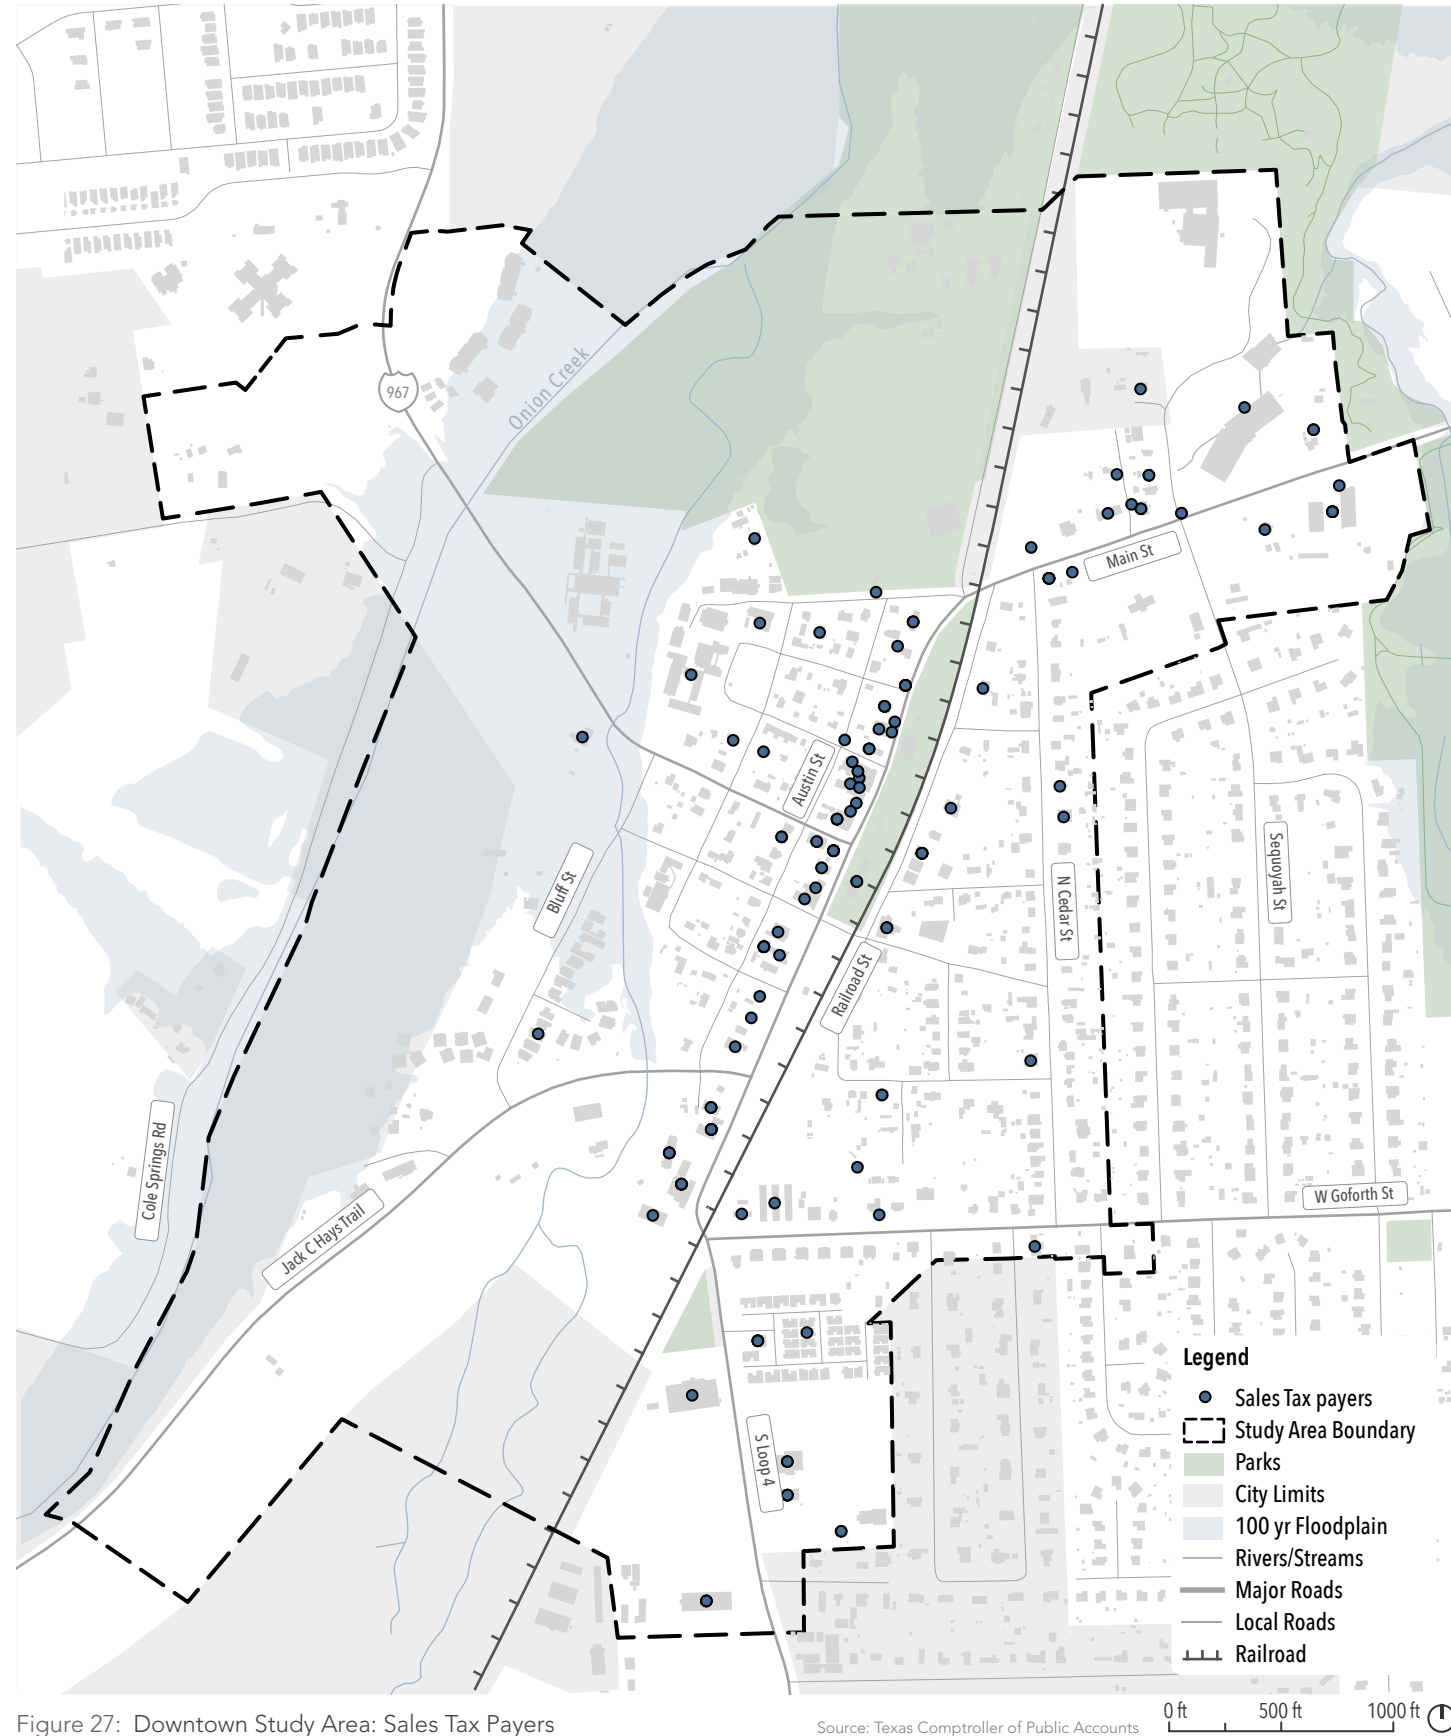 967
Onion Creek
Main St
Austin St
Bluff St
N Cedar St
Sequoyah St
Railroad St
Cole Springs Rd
Jack C Hays Trail
W Goforth St
S Loop 4
Legend
Sales Tax payers
Study Area Boundary
Parks
City Limits
100 yr Floodplain
Rivers/Streams
Major Roads
Local Roads
Railroad
Figure 27: Downtown Study Area: Sales Tax Payers
Source: Texas Comptroller of Public Accounts
0 ft 500 ft 1000 ft